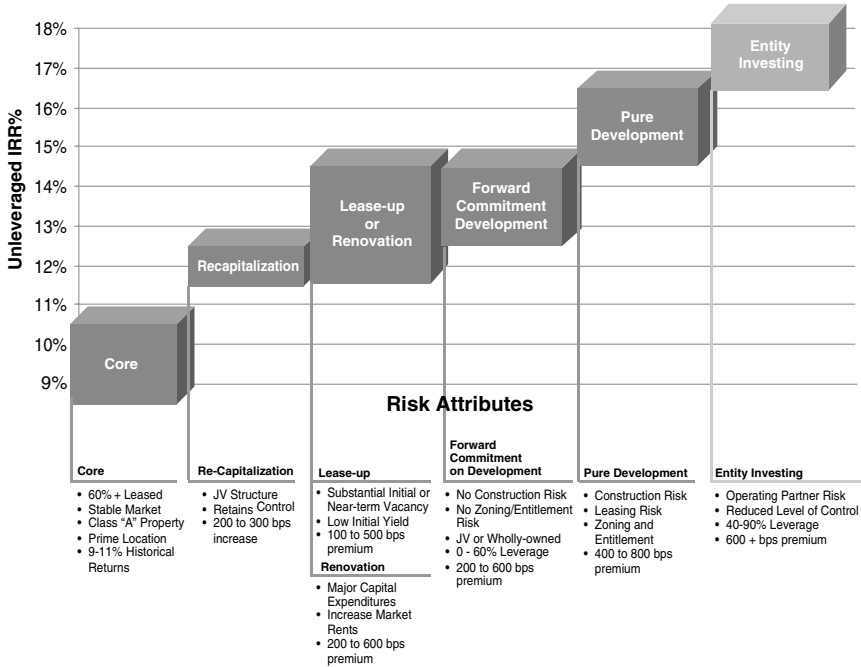 Unleveraged IRR%
18%
17%
16%
15%
14%
13%
12%
11%
10%
9%
Core
Recapitalization
Lease-up
or
Renovation
Forward
Commitment
Development
Pure
Development
Entity
Investing
Risk Attributes
Core
• 60% + Leased
• Stable Market
• Class “A” Property
• Prime Location
• 9-11% Historical
Returns
Re-Capitalization
• JV Structure
• Retains Control
• 200 to 300 bps
increase
Lease-up
• Substantial Initial or
Near-term Vacancy
• Low Initial Yield
• 100 to 500 bps
premium
Renovation
• Major Capital
Expenditures
• Increase Market
Rents
• 200 to 600 bps
premium
Forward
Commitment
on Development
• No Construction Risk
• No Zoning/Entitlement
Risk
• JV or Wholly-owned
• 0 - 60% Leverage
• 200 to 600 bps
premium
Pure Development
• Construction Risk
• Leasing Risk
• Zoning and
Entitlement
• 400 to 800 bps
premium
Entity Investing
• Operating Partner Risk
• Reduced Level of Control
• 40-90% Leverage
• 600 + bps premium